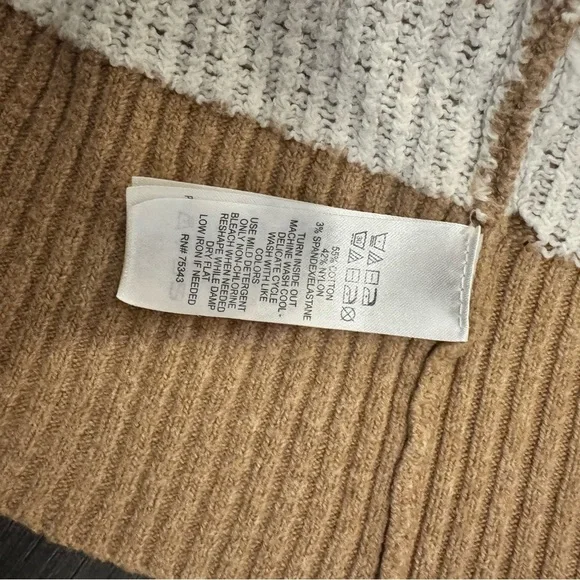 55% COTTON
42% NYLON
3% SPANDEX/ELASTANE
TURN INSIDE OUT
MACHINE WASH COOL -
DELICATE CYCLE
WASH WITH LIKE
COLORS
USE MILD DETERGENT
ONLY NON-CHLORINE
BLEACH WHEN NEEDED
RESHAPE WHILE DAMP
DRY FLAT
LOW IRON IF NEEDED
RN# 75343